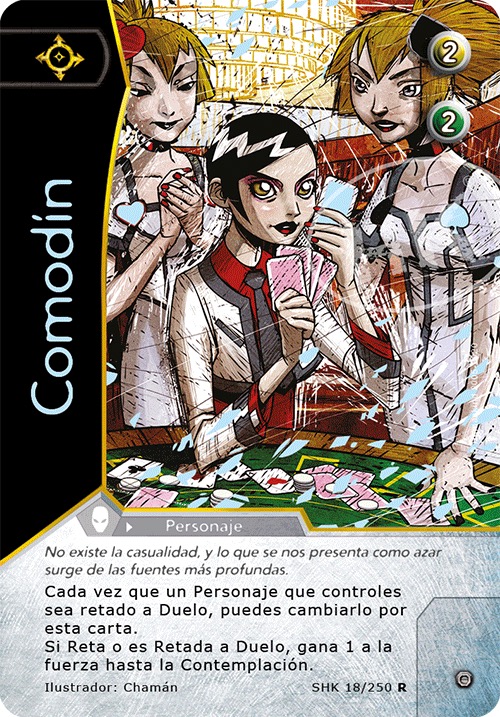 2
2
Comodín
Personaje
No existe la casualidad, y lo que se nos presenta como azar
surge de las fuentes más profundas.
Cada vez que un Personaje que controles
sea retado a Duelo, puedes cambiarlo por
esta carta.
Si Reta o es Retada a Duelo, gana 1 a la
fuerza hasta la Contemplación.
Ilustrador: Chamán SHK 18/250 R